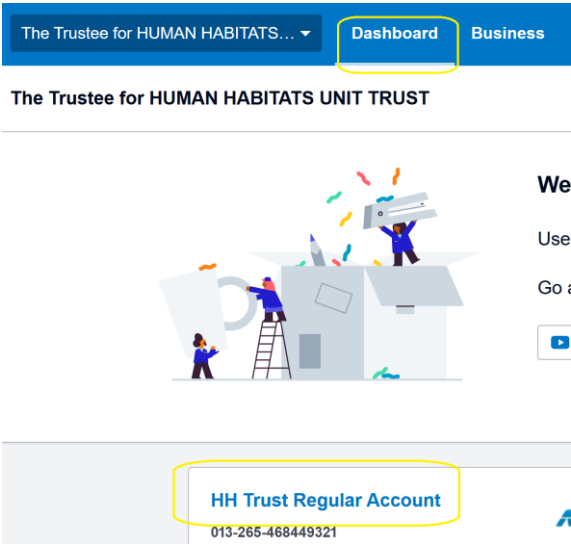 The Trustee for HUMAN HABITATS... Dashboard Business
The Trustee for HUMAN HABITATS UNIT TRUST
We
Use
Go a
HH Trust Regular Account
013-265-468449321